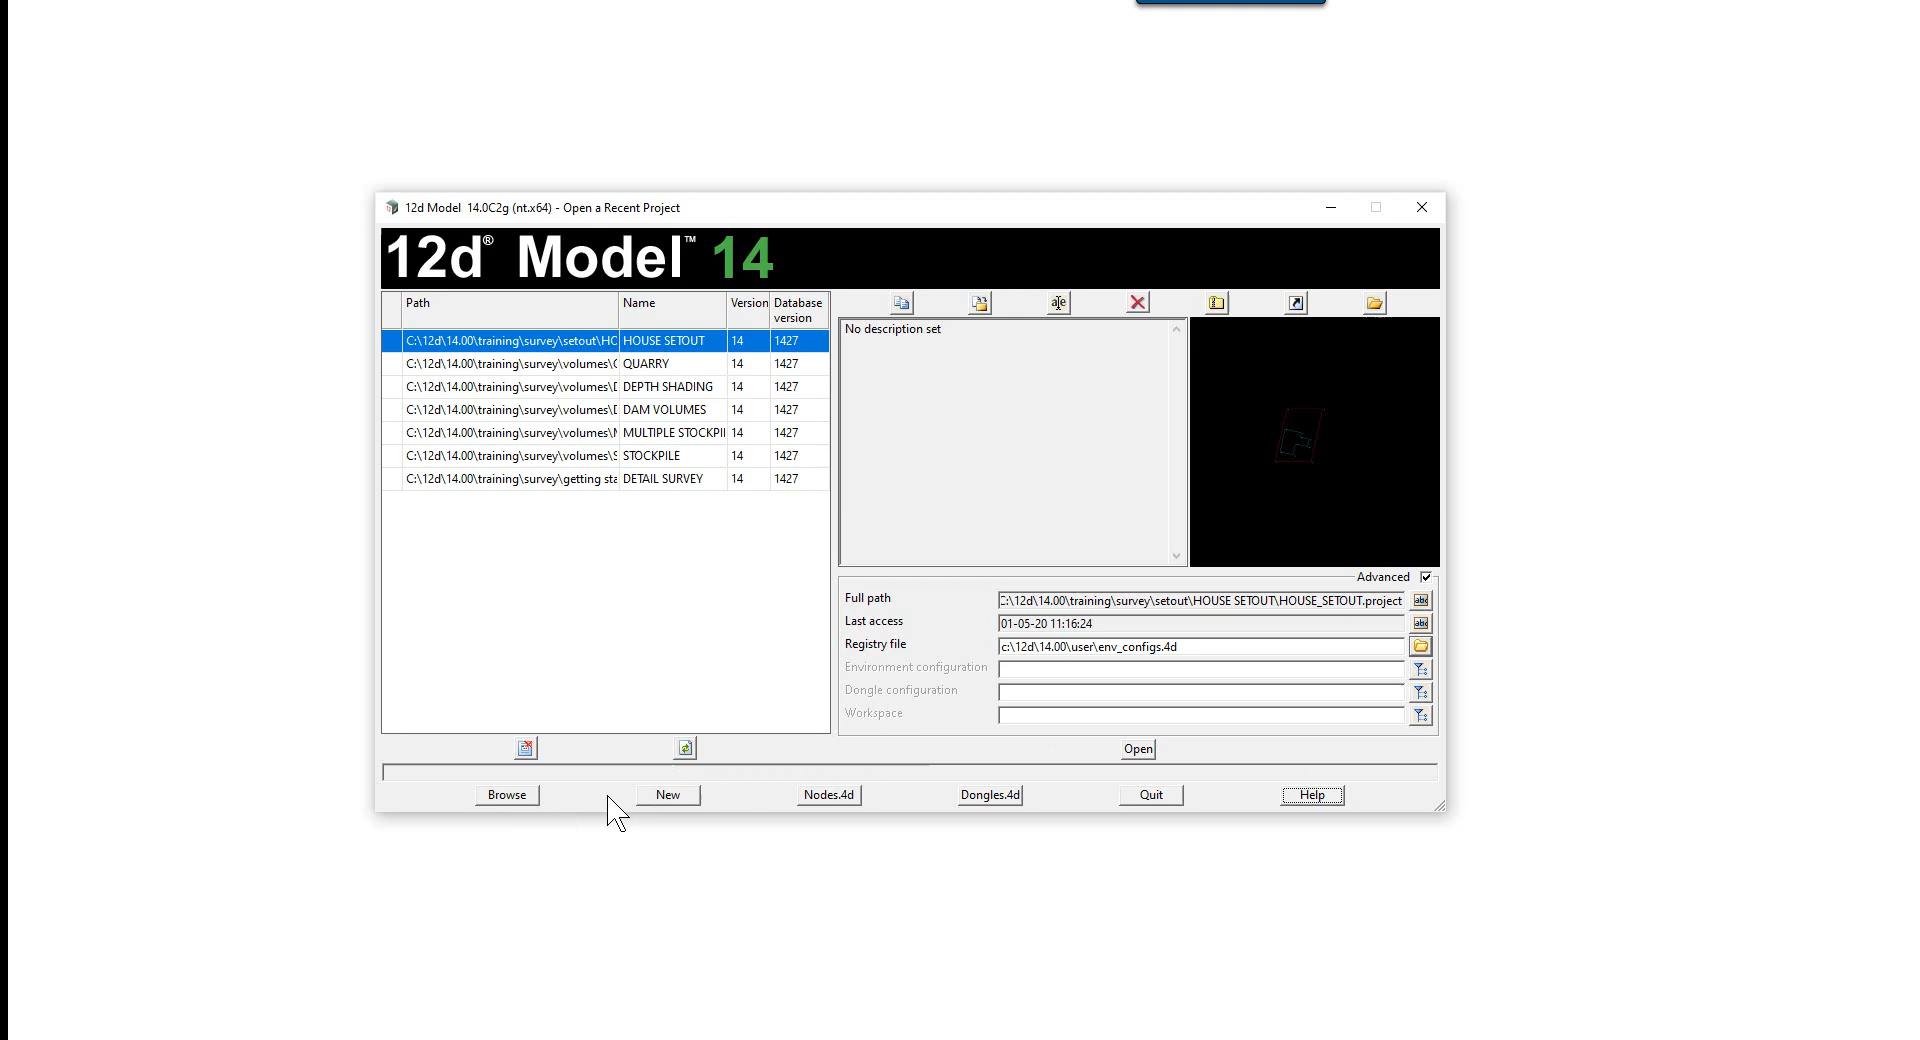 12d Model 14.0C2g (nt.x64) - Open a Recent Project
12d® Model™ 14
Path Name Version Database version
C:\12d\14.00\training\survey\setout\HC HOUSE SETOUT 14 1427
C:\12d\14.00\training\survey\volumes\ QUARRY 14 1427
C:\12d\14.00\training\survey\volumes\ DEPTH SHADING 14 1427
C:\12d\14.00\training\survey\volumes\ DAM VOLUMES 14 1427
C:\12d\14.00\training\survey\volumes\ MULTIPLE STOCKPI 14 1427
C:\12d\14.00\training\survey\volumes\ STOCKPILE 14 1427
C:\12d\14.00\training\survey\getting sta DETAIL SURVEY 14 1427
No description set
Advanced
Full path C:\12d\14.00\training\survey\setout\HOUSE SETOUT\HOUSE_SETOUT.project
Last access 01-05-20 11:16:24
Registry file c:\12d\14.00\user\env_configs.4d
Environment configuration
Dongle configuration
Workspace
Open
Browse New Nodes.4d Dongles.4d Quit Help